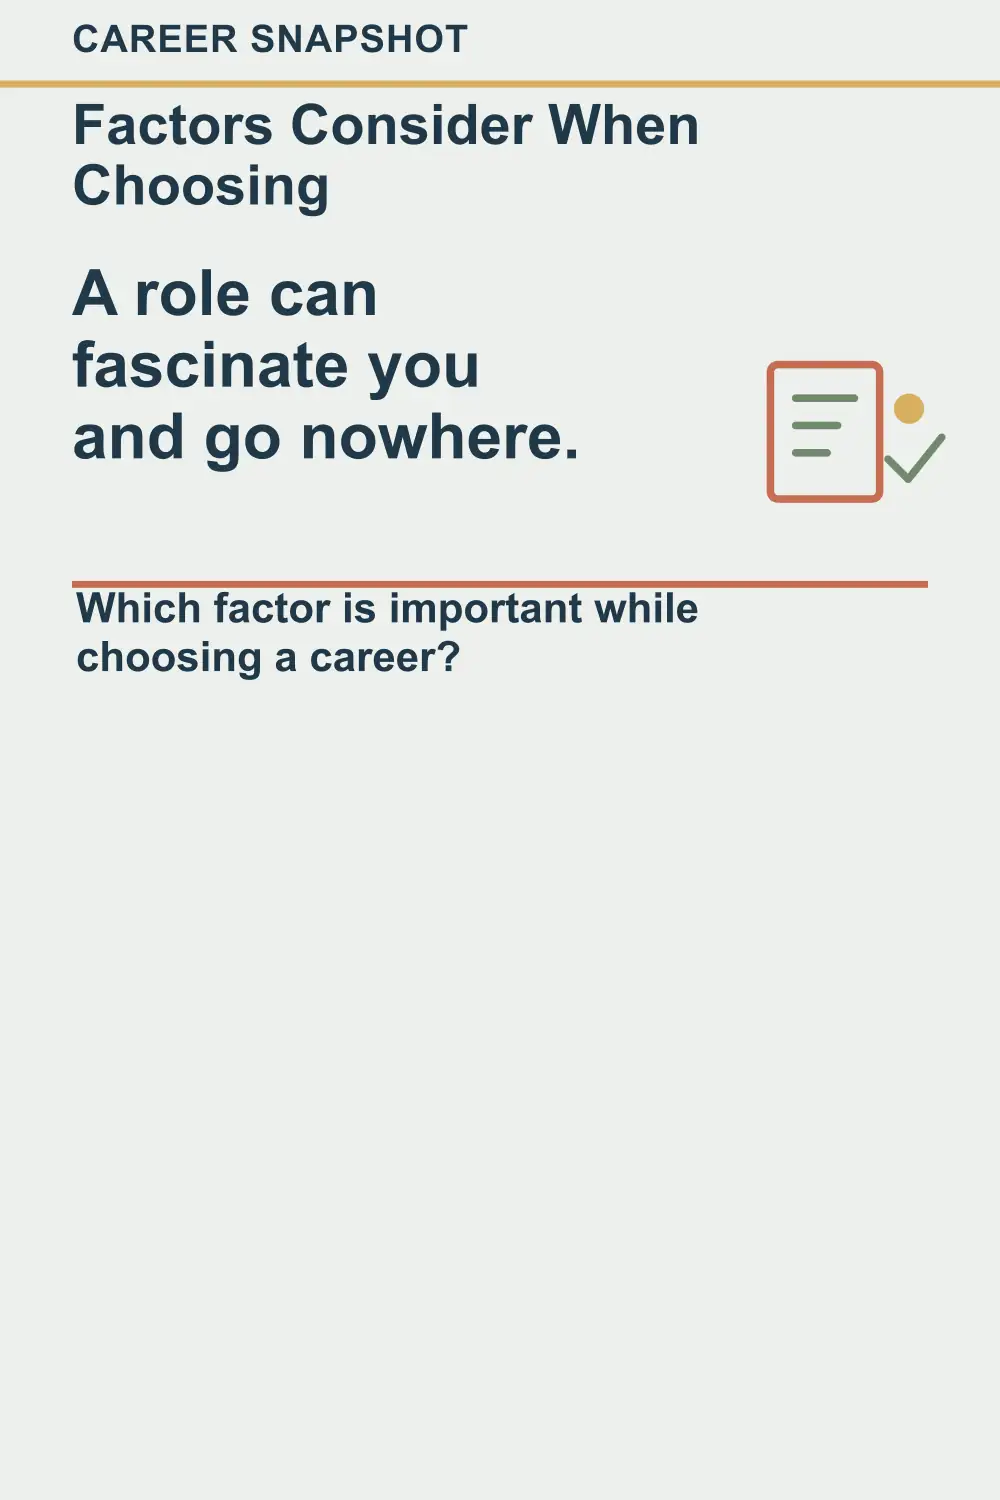 CAREER SNAPSHOT
Factors Consider When
Choosing
A role can
fascinate you
and go nowhere.
Which factor is important while
choosing a career?